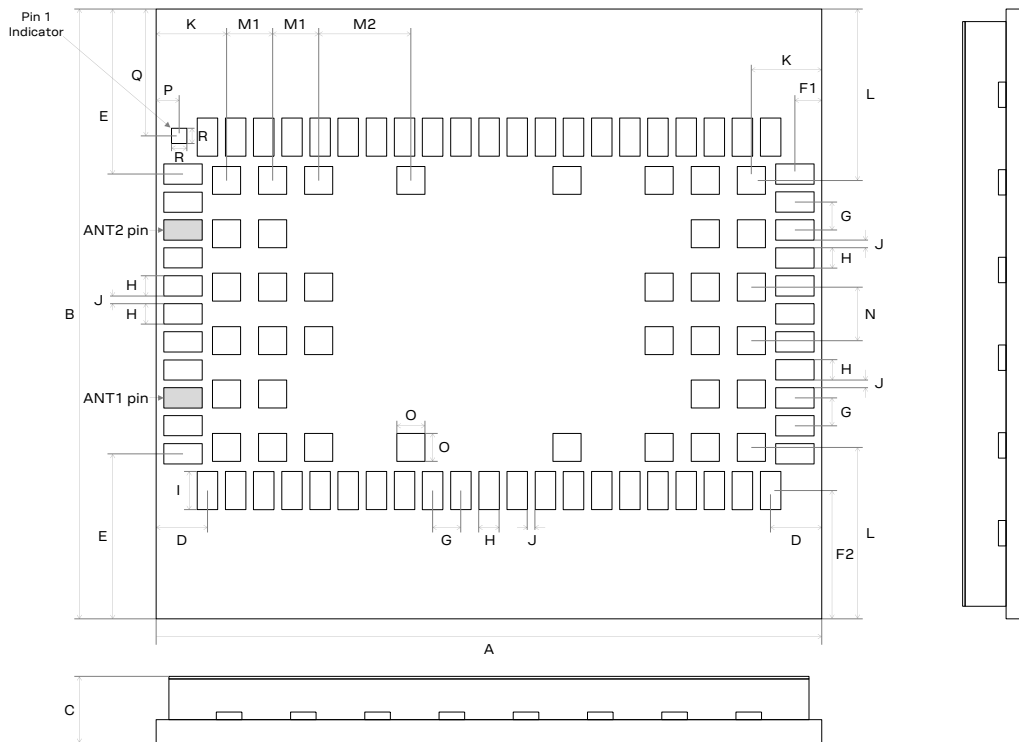 Pin 1
Indicator
K
M1
M1
M2
Q
K
P
F1
E
L
R
R
ANT2 pin
G
J
H
H
J
B
H
N
H
J
ANT1 pin
G
O
O
I
D
G
H
J
D
E
F2
L
A
C